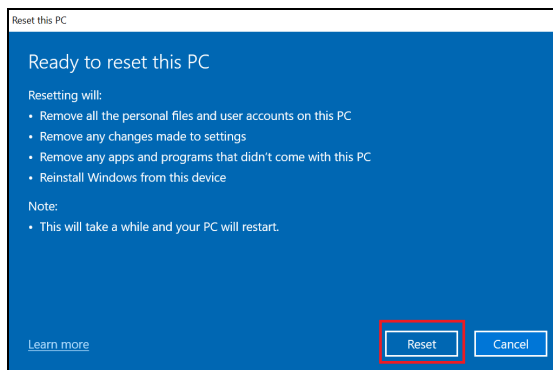 Reset this PC
Ready to reset this PC
Resetting will:
• Remove all the personal files and user accounts on this PC
• Remove any changes made to settings
• Remove any apps and programs that didn't come with this PC
• Reinstall Windows from this device
Note:
• This will take a while and your PC will restart.
Learn more
Reset
Cancel